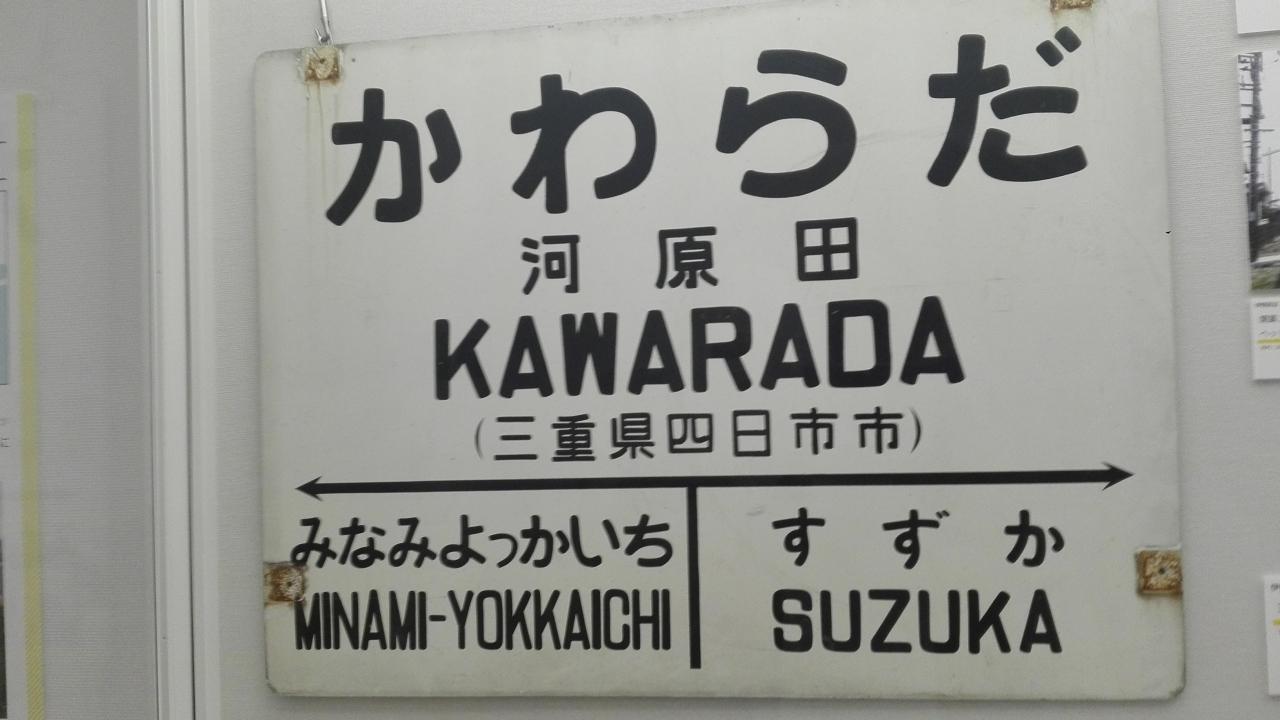 かわらだ
河原田
KAWARADA
(三重県四日市市)
みなみよっかいち
すずか
MINAMI-YOKKAICHI
SUZUKA